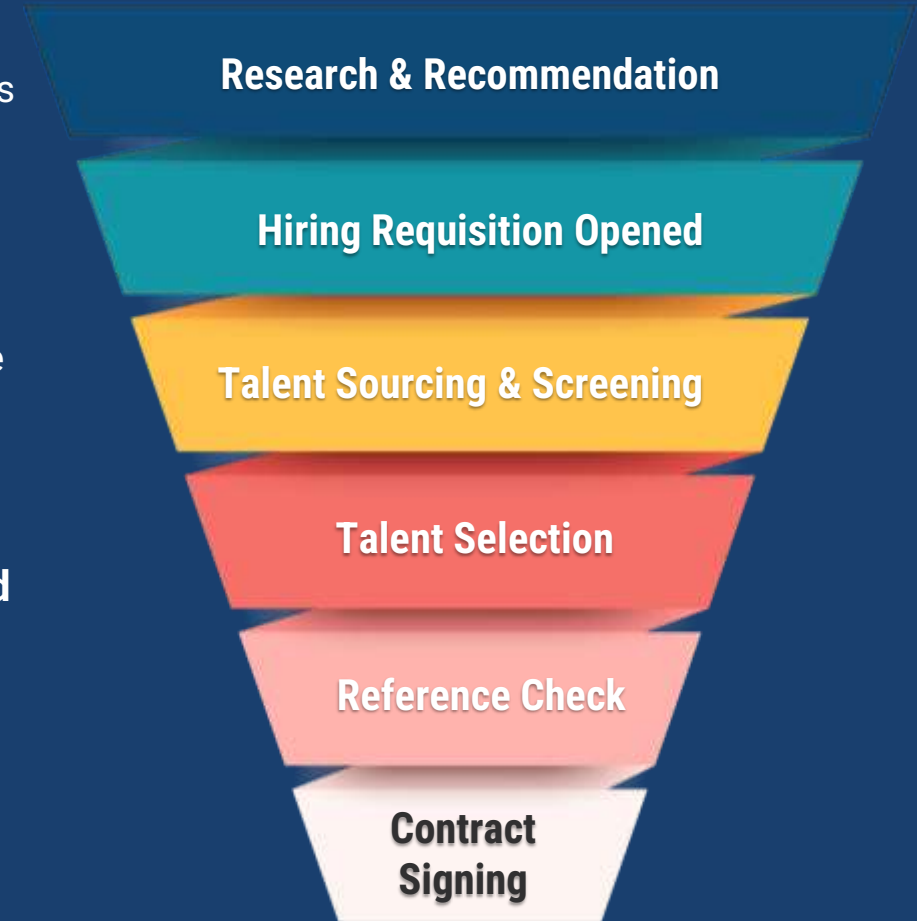 Research & Recommendation
s
Hiring Requisition Opened
e
Talent Sourcing & Screening
Talent Selection
d
Reference Check
Contract
Signing